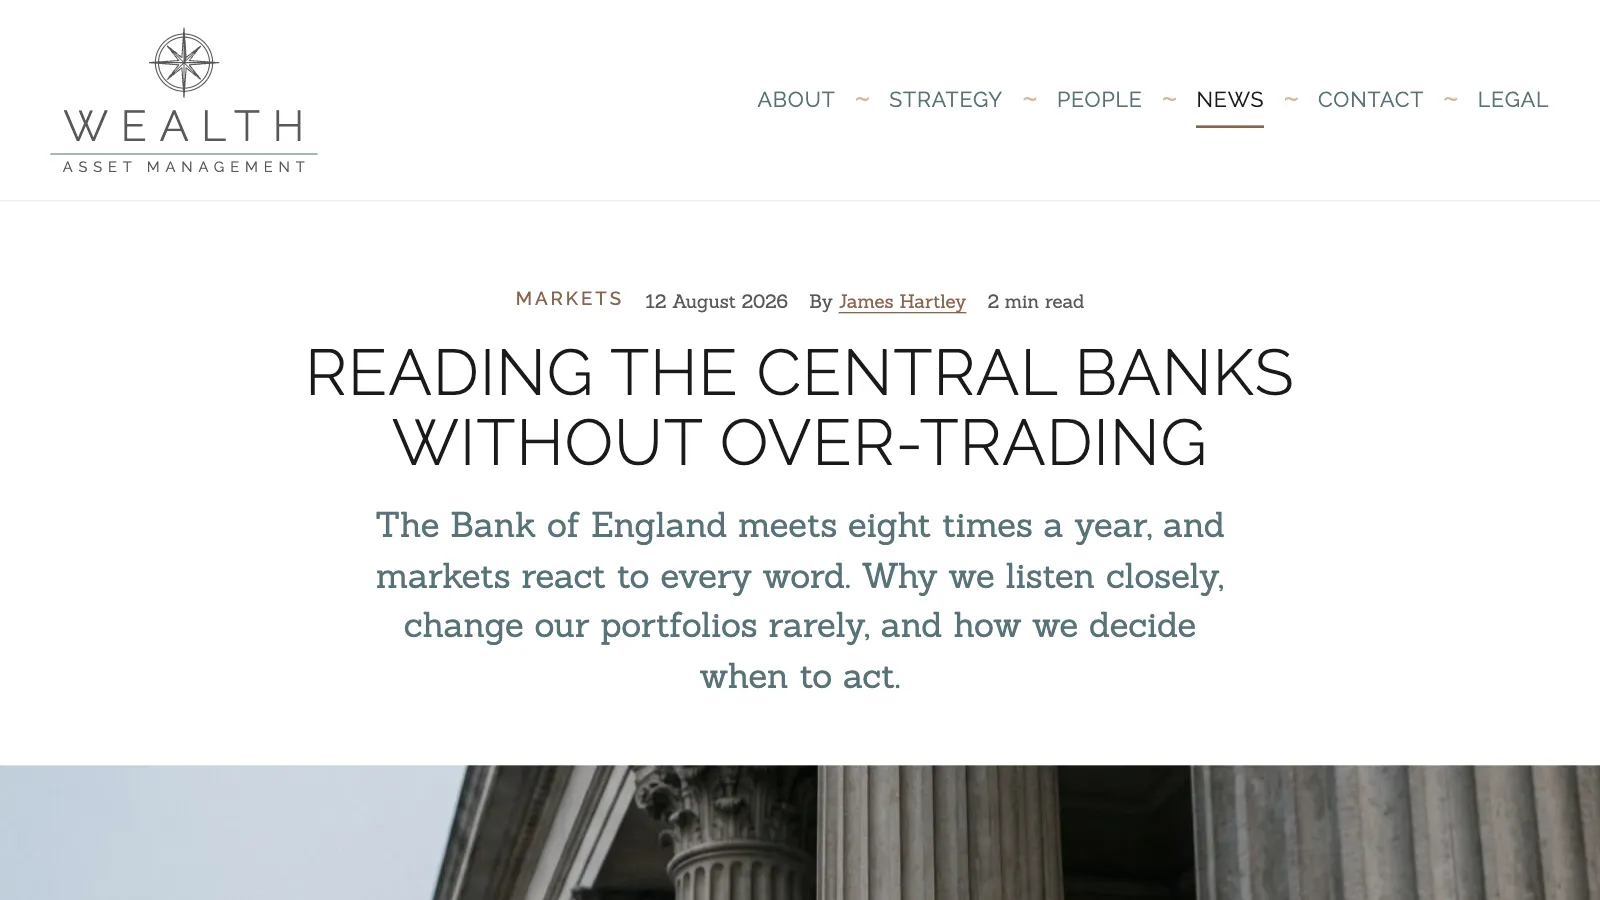 WEALTH
ASSET MANAGEMENT
ABOUT ~ STRATEGY ~ PEOPLE ~ NEWS ~ CONTACT ~ LEGAL
MARKETS 12 August 2026 By James Hartley 2 min read
READING THE CENTRAL BANKS
WITHOUT OVER-TRADING
The Bank of England meets eight times a year, and
markets react to every word. Why we listen closely,
change our portfolios rarely, and how we decide
when to act.